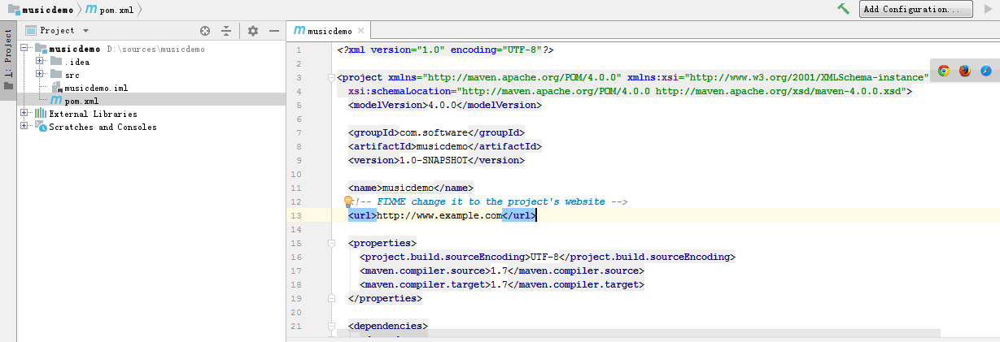 musicdemo pom.xml
Add Configuration...
1: Project
Project
musicdemo D:\sources\musicdemo
.idea
src
musicdemo.iml
pom.xml
External Libraries
Scratches and Consoles
musicdemo
1 <?xml version="1.0" encoding="UTF-8"?>
2
3 <project xmlns="http://maven.apache.org/POM/4.0.0" xmlns:xsi="http://www.w3.org/2001/XMLSchema-instance"
4 xsi:schemaLocation="http://maven.apache.org/POM/4.0.0 http://maven.apache.org/xsd/maven-4.0.0.xsd">
5 <modelVersion>4.0.0</modelVersion>
6
7 <groupId>com.software</groupId>
8 <artifactId>musicdemo</artifactId>
9 <version>1.0-SNAPSHOT</version>
10
11 <name>musicdemo</name>
12 <!-- FIXME change it to the project's website -->
13 <url>http://www.example.com</url>
14
15 <properties>
16 <project.build.sourceEncoding>UTF-8</project.build.sourceEncoding>
17 <maven.compiler.source>1.7</maven.compiler.source>
18 <maven.compiler.target>1.7</maven.compiler.target>
19 </properties>
20
21 <dependencies>